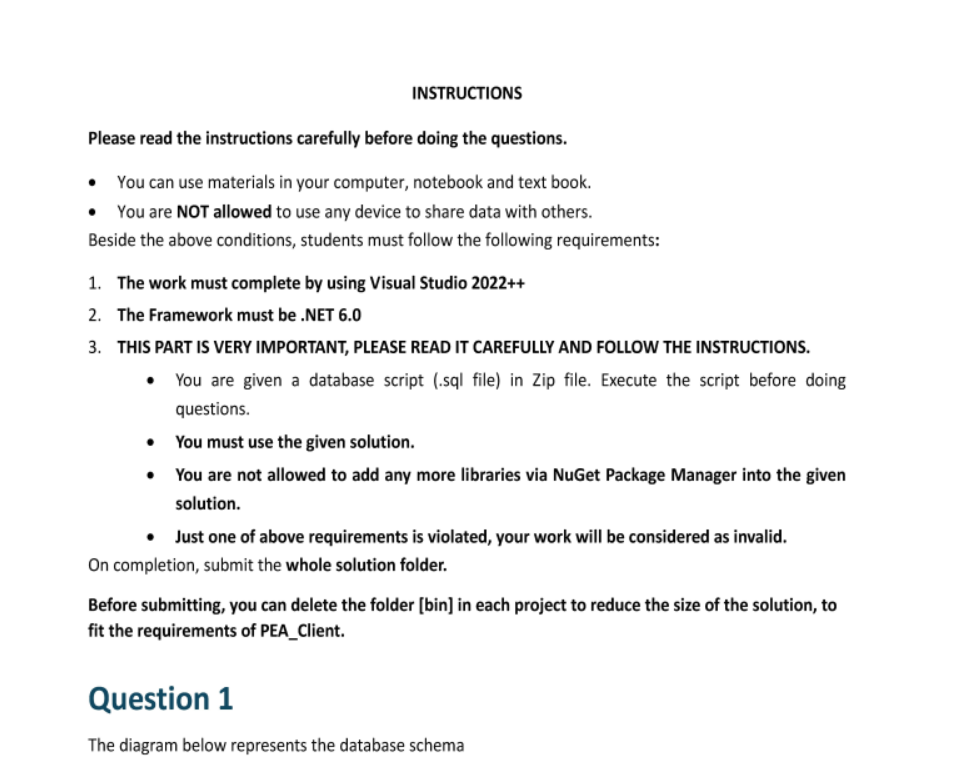 INSTRUCTIONS
Please read the instructions carefully before doing the questions.
• You can use materials in your computer, notebook and text book.
• You are NOT allowed to use any device to share data with others.
Beside the above conditions, students must follow the following requirements:
1. The work must complete by using Visual Studio 2022++
2. The Framework must be .NET 6.0
3. THIS PART IS VERY IMPORTANT, PLEASE READ IT CAREFULLY AND FOLLOW THE INSTRUCTIONS.
• You are given a database script (.sql file) in Zip file. Execute the script before doing
questions.
• You must use the given solution.
• You are not allowed to add any more libraries via NuGet Package Manager into the given
solution.
• Just one of above requirements is violated, your work will be considered as invalid.
On completion, submit the whole solution folder.
Before submitting, you can delete the folder [bin] in each project to reduce the size of the solution, to
fit the requirements of PEA_Client.
Question 1
The diagram below represents the database schema